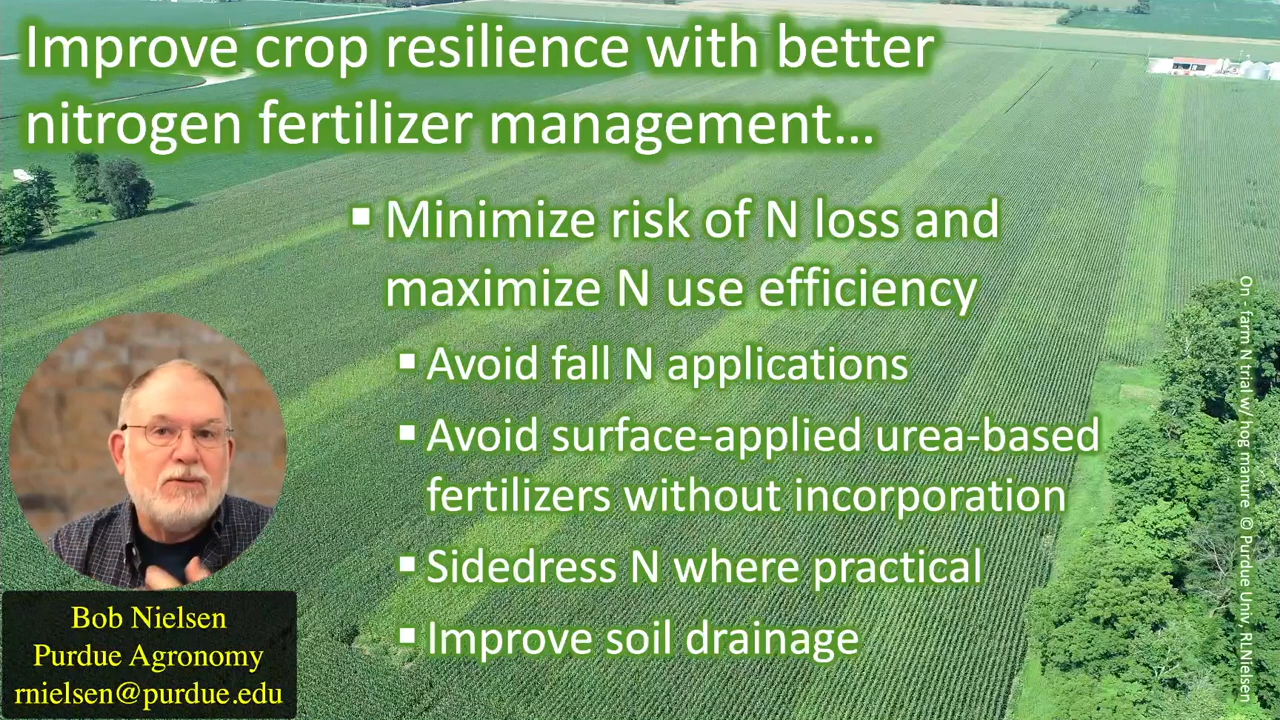 Improve crop resilience with better
nitrogen fertilizer management...
▪ Minimize risk of N loss and
maximize N use efficiency
▪ Avoid fall N applications
▪ Avoid surface-applied urea-based
fertilizers without incorporation
▪ Sidedress N where practical
▪ Improve soil drainage
Bob Nielsen
Purdue Agronomy
rnielsen@purdue.edu
On - farm N trial w/ hog manure © Purdue Univ, RLNielsen